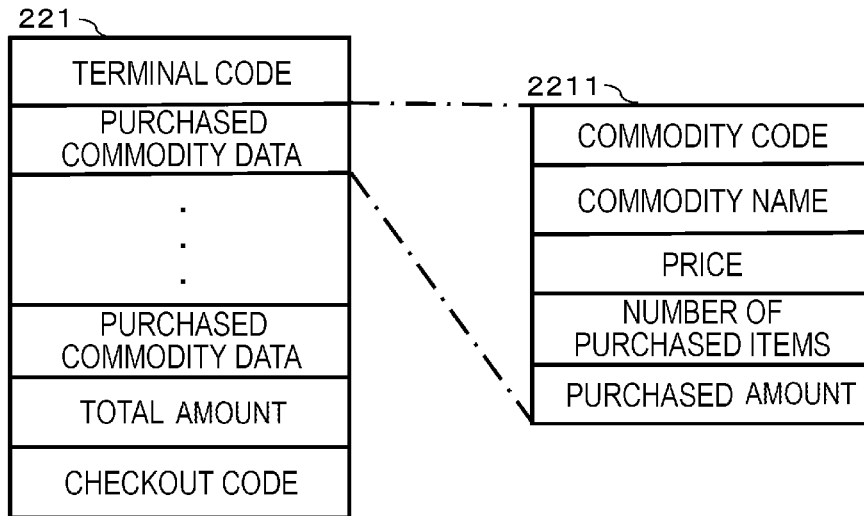 221
TERMINAL CODE
PURCHASED
COMMODITY DATA
.
.
.
PURCHASED
COMMODITY DATA
TOTAL AMOUNT
CHECKOUT CODE
2211
COMMODITY CODE
COMMODITY NAME
PRICE
NUMBER OF
PURCHASED ITEMS
PURCHASED AMOUNT